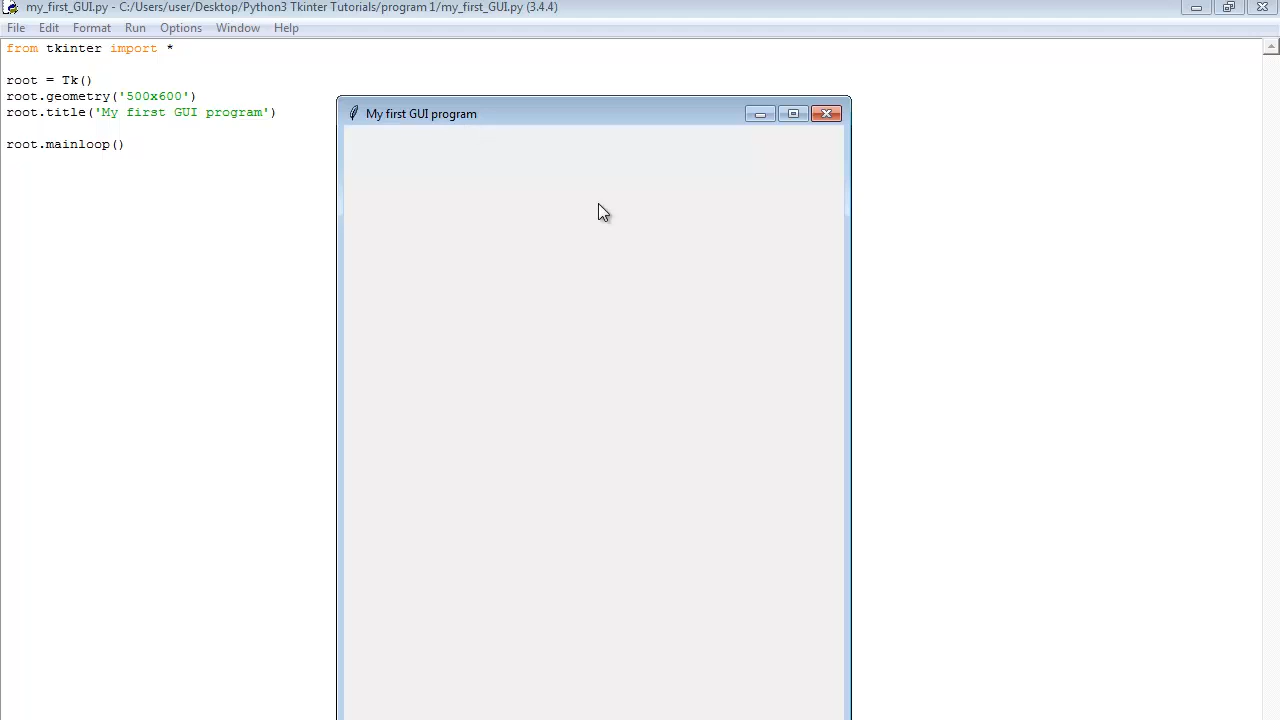 my_first_GUI.py - C:/Users/user/Desktop/Python3 Tkinter Tutorials/program 1/my_first_GUI.py (3.4.4)
File Edit Format Run Options Window Help
from tkinter import *
root = Tk()
root.geometry('500x600')
root.title('My first GUI program')
root.mainloop()
My first GUI program